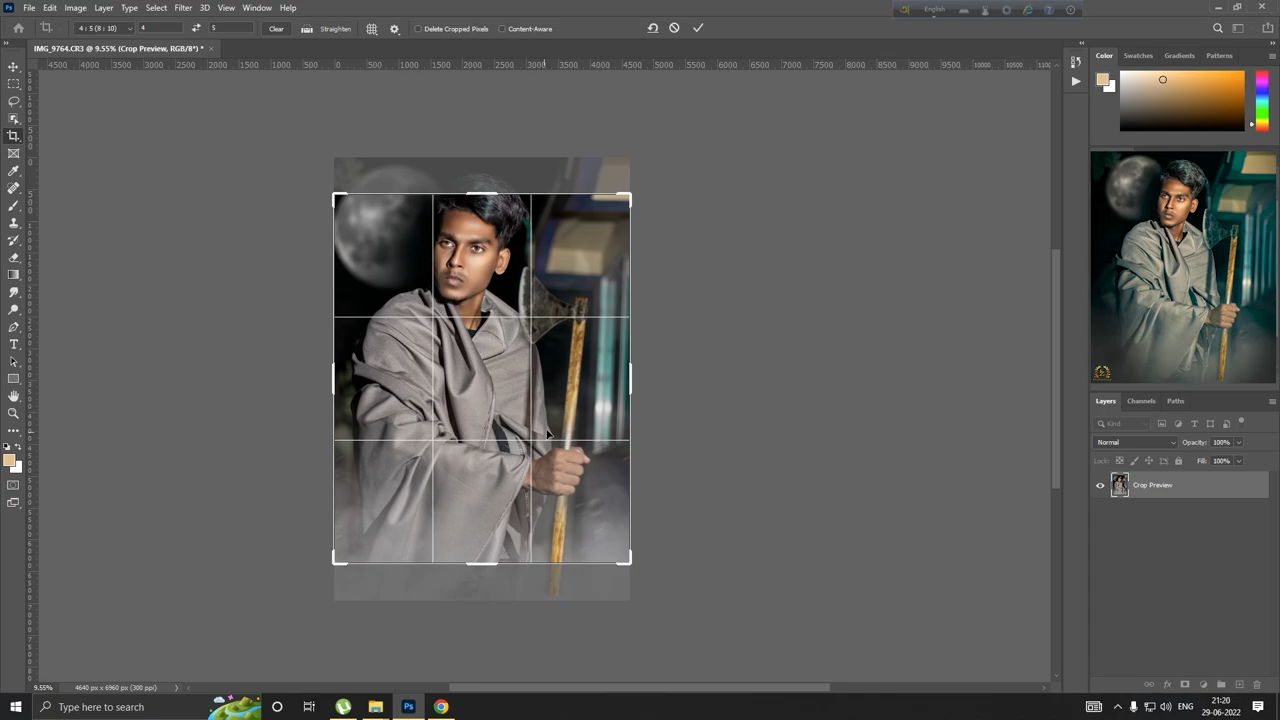 File Edit Image Layer Type Select Filter 3D View Window Help
English
4 : 5 (8 : 10) 4 5 Clear Straighten Delete Cropped Pixels Content-Aware
IMG_9764.CR3 @ 9.55% (Crop Preview, RGB/8*) *
4500 4000 3500 3000 2500 2000 1500 1000 500 0 500 1000 1500 2000 2500 3000 3500 4000 4500 5000 5500 6000 6500 7000 7500 8000 8500 9000 9500 10000 10500
Color Swatches Gradients Patterns
Layers Channels Paths
Kind
Normal Opacity: 100%
Lock: Fill: 100%
Crop Preview
9.55% 4640 px x 6960 px (300 ppi)
Type here to search
ENG
21:20
29-06-2022